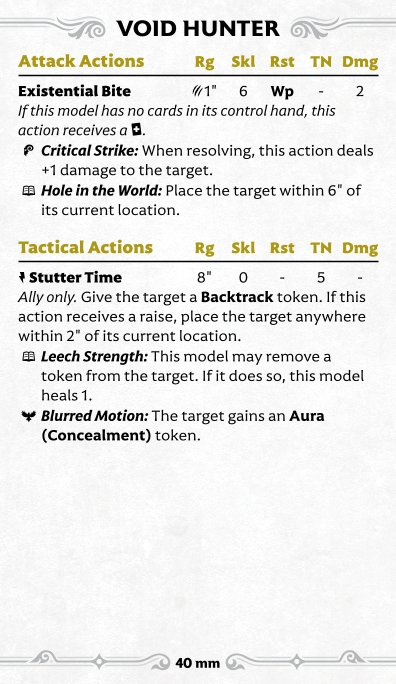 VOID HUNTER
Attack Actions Rg Skl Rst TN Dmg
Existential Bite 1" 6 Wp - 2
If this model has no cards in its control hand, this
action receives a .
Critical Strike: When resolving, this action deals
+1 damage to the target.
Hole in the World: Place the target within 6" of
its current location.
Tactical Actions Rg Skl Rst TN Dmg
Stutter Time 8" 0 - 5 -
Ally only. Give the target a Backtrack token. If this
action receives a raise, place the target anywhere
within 2" of its current location.
Leech Strength: This model may remove a
token from the target. If it does so, this model
heals 1.
Blurred Motion: The target gains an Aura
(Concealment) token.
40 mm